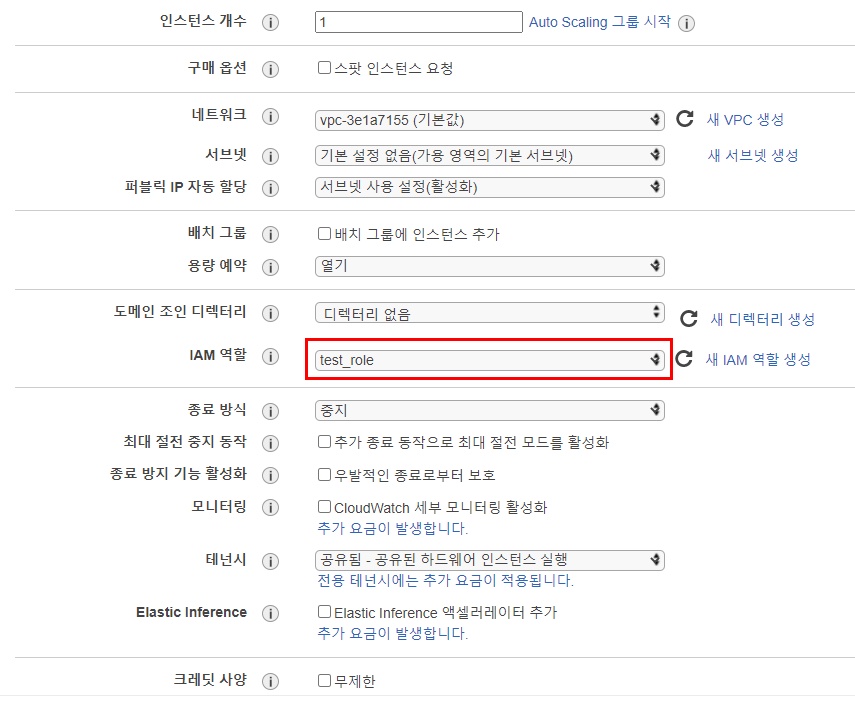 인스턴스 개수 1 Auto Scaling 그룹 시작
구매 옵션 스팟 인스턴스 요청
네트워크 vpc-3e1a7155 (기본값) 새 VPC 생성
서브넷 기본 설정 없음(가용 영역의 기본 서브넷) 새 서브넷 생성
퍼블릭 IP 자동 할당 서브넷 사용 설정(활성화)
배치 그룹 배치 그룹에 인스턴스 추가
용량 예약 열기
도메인 조인 디렉터리 디렉터리 없음 새 디렉터리 생성
IAM 역할 test_role 새 IAM 역할 생성
종료 방식 중지
최대 절전 중지 동작 추가 종료 동작으로 최대 절전 모드를 활성화
종료 방지 기능 활성화 우발적인 종료로부터 보호
모니터링 CloudWatch 세부 모니터링 활성화
추가 요금이 발생합니다.
테넌시 공유됨 - 공유된 하드웨어 인스턴스 실행
전용 테넌시에는 추가 요금이 적용됩니다.
Elastic Inference Elastic Inference 액셀러레이터 추가
추가 요금이 발생합니다.
크레딧 사양 무제한